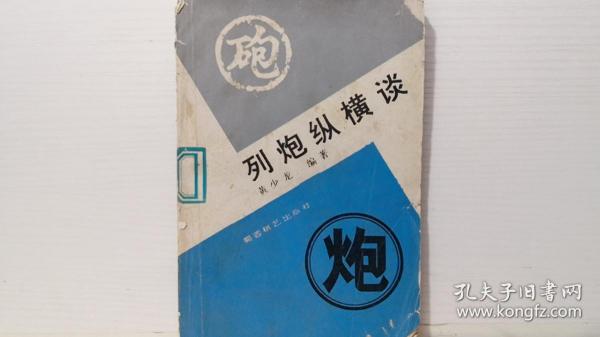 砲
列炮纵横谈
黄少龙 编著
蜀蓉棋艺出版社
炮
孔夫子旧书网
www.kongfz.com